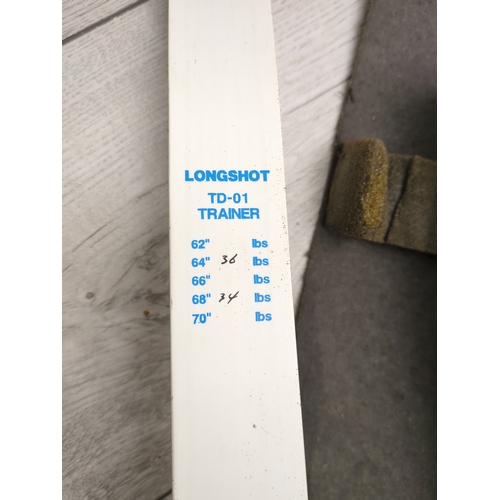 LONGSHOT
TD-01
TRAINER
62" lbs
64" 36 lbs
66" lbs
68" 34 lbs
70" lbs